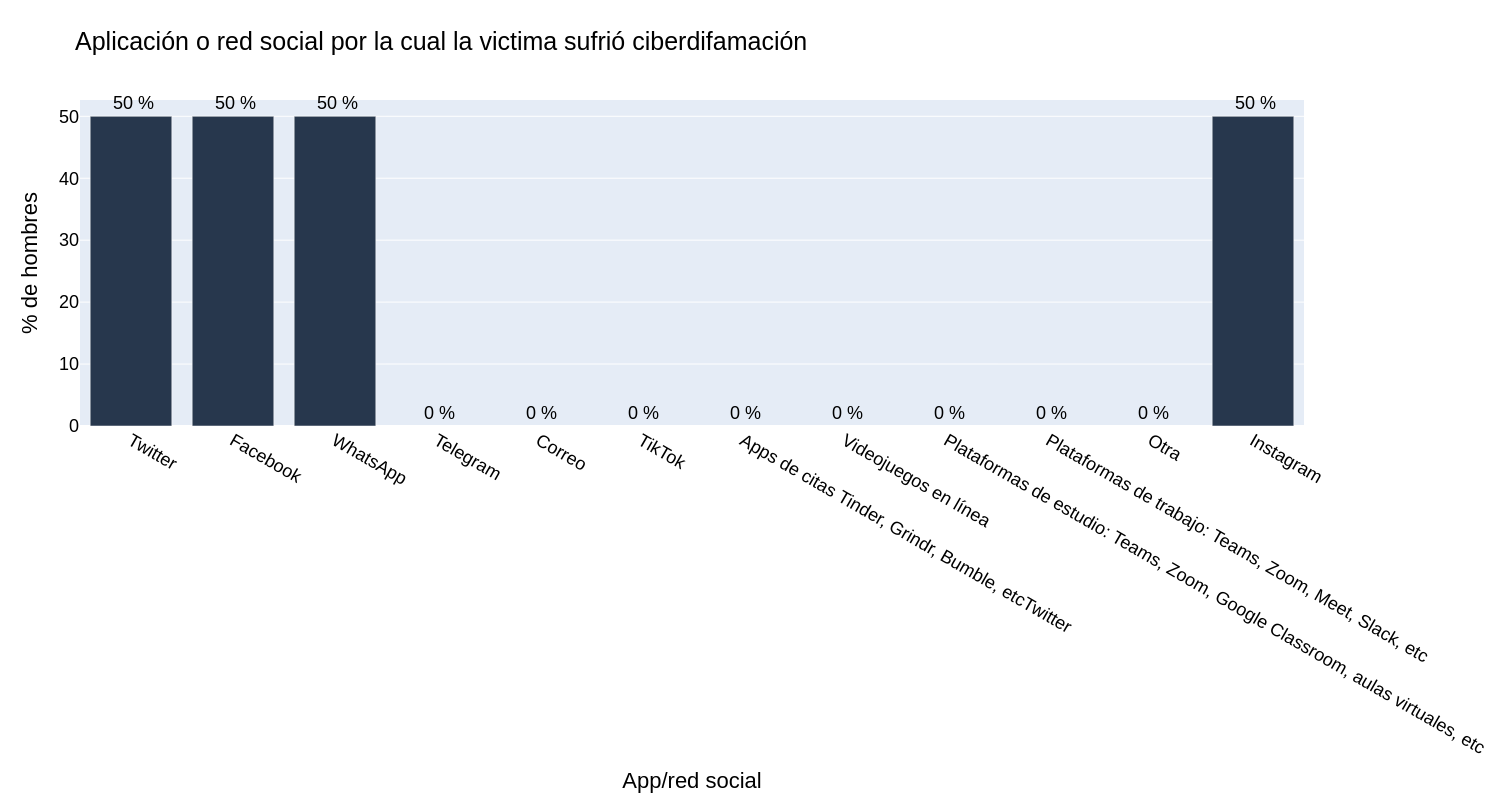 Aplicación o red social por la cual la victima sufrió ciberdifamación
50 %
50 %
50 %
50 %
50
40
30
20
10
0
% de hombres
0 %
0 %
0 %
0 %
0 %
0 %
0 %
0 %
Twitter
Facebook
WhatsApp
Telegram
Correo
TikTok
Apps de citas Tinder, Grindr, Bumble, etcTwitter
Videojuegos en línea
Plataformas de estudio: Teams, Zoom, Google Classroom, aulas virtuales, etc
Plataformas de trabajo: Teams, Zoom, Meet, Slack, etc
Otra
Instagram
App/red social